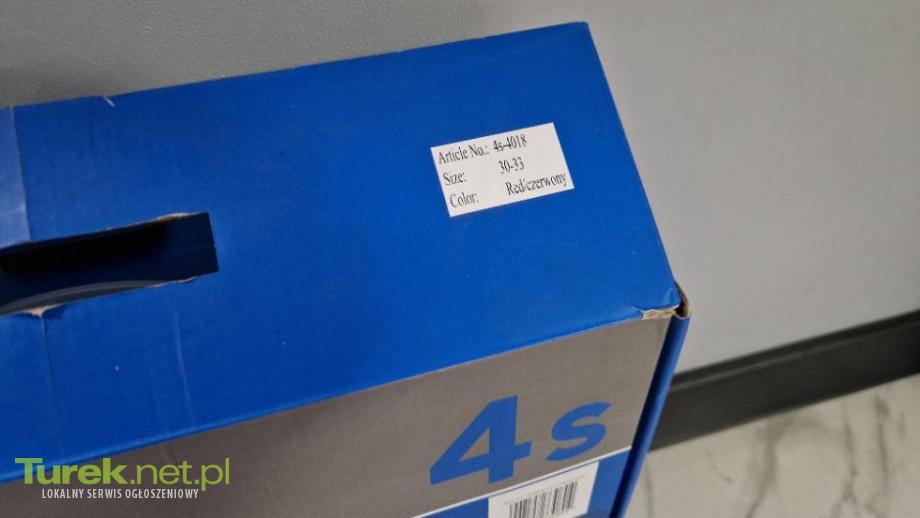 Article No.: 4s-4018
Size: 30-33
Color: Red/czerwony
4s
Turek.net.pl
LOKALNY SERWIS OGŁOSZENIOWY